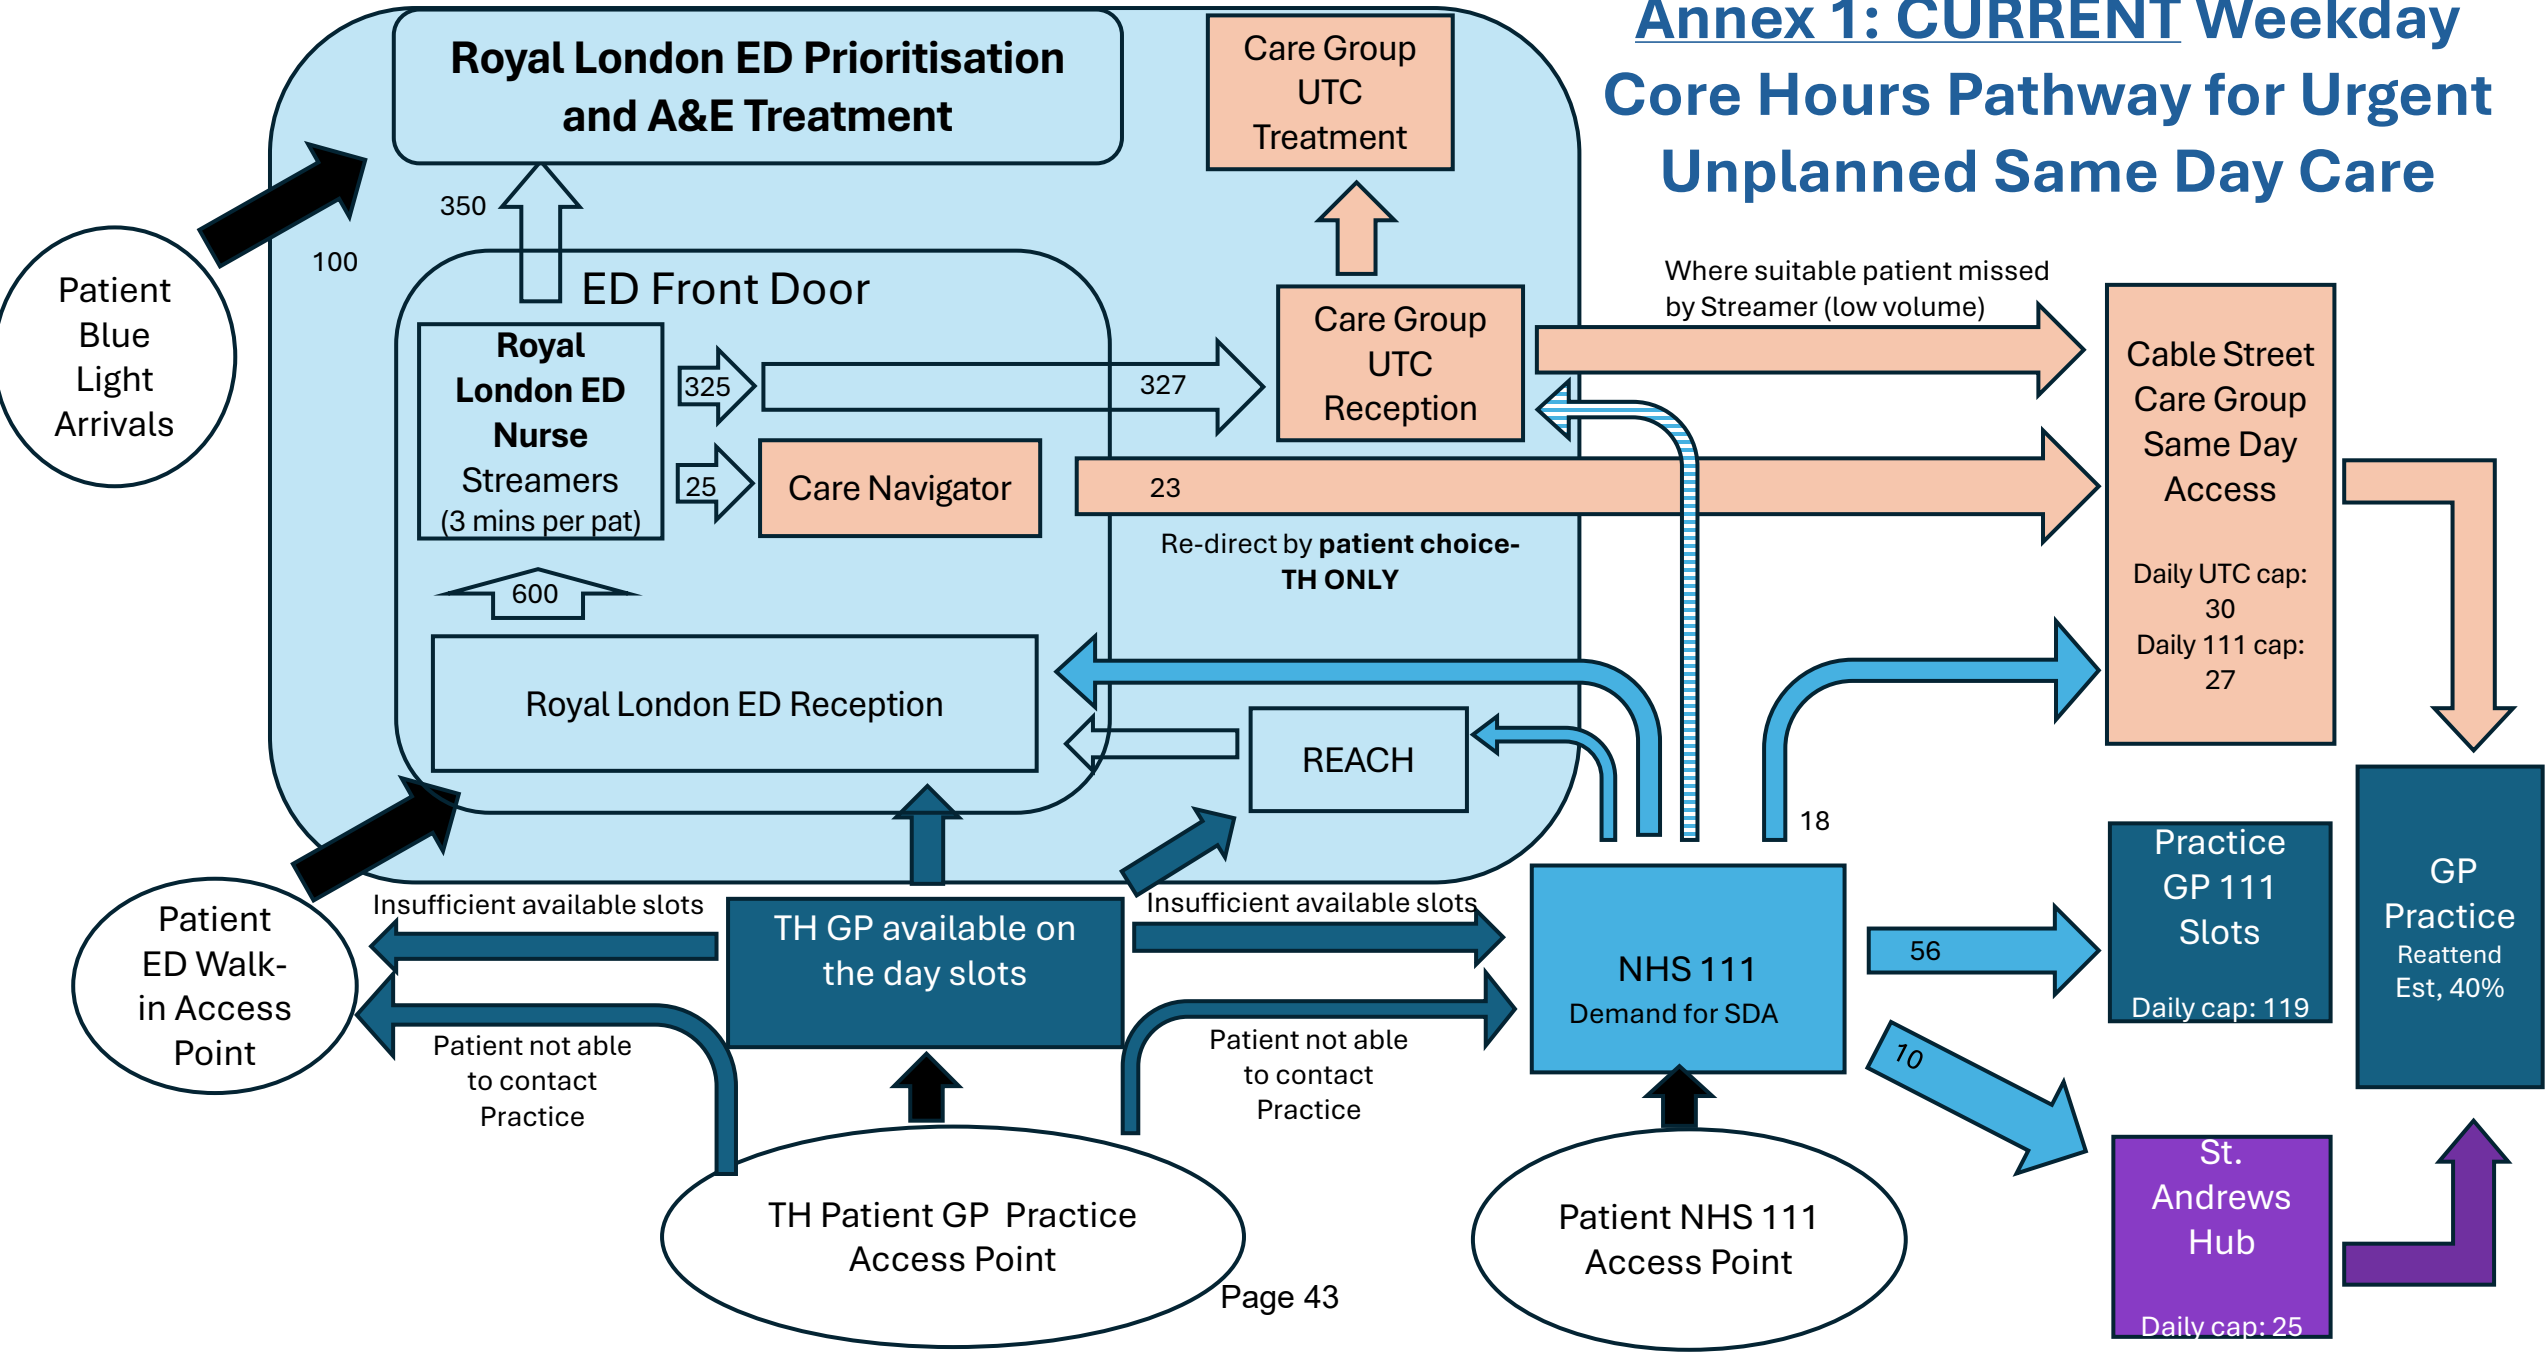 Annex 1: CURRENT Weekday
Core Hours Pathway for Urgent
Unplanned Same Day Care
Royal London ED Prioritisation
and A&E Treatment
Care Group
UTC
Treatment
350
100
Patient
Blue
Light
Arrivals
ED Front Door
Royal
London ED
Nurse
Streamers
(3 mins per pat)
325
327
25
Care Navigator
Care Group
UTC
Reception
Where suitable patient missed
by Streamer (low volume)
23
Re-direct by patient choice-
TH ONLY
Cable Street
Care Group
Same Day
Access
Daily UTC cap:
30
Daily 111 cap:
27
600
Royal London ED Reception
REACH
18
Patient
ED Walk-
in Access
Point
Insufficient available slots
TH GP available on
the day slots
Insufficient available slots
Patient not able
to contact
Practice
Patient not able
to contact
Practice
NHS 111
Demand for SDA
56
10
Practice
GP 111
Slots
Daily cap: 119
GP
Practice
Reattend
Est, 40%
TH Patient GP Practice
Access Point
Patient NHS 111
Access Point
St.
Andrews
Hub
Daily cap: 25
Page 43